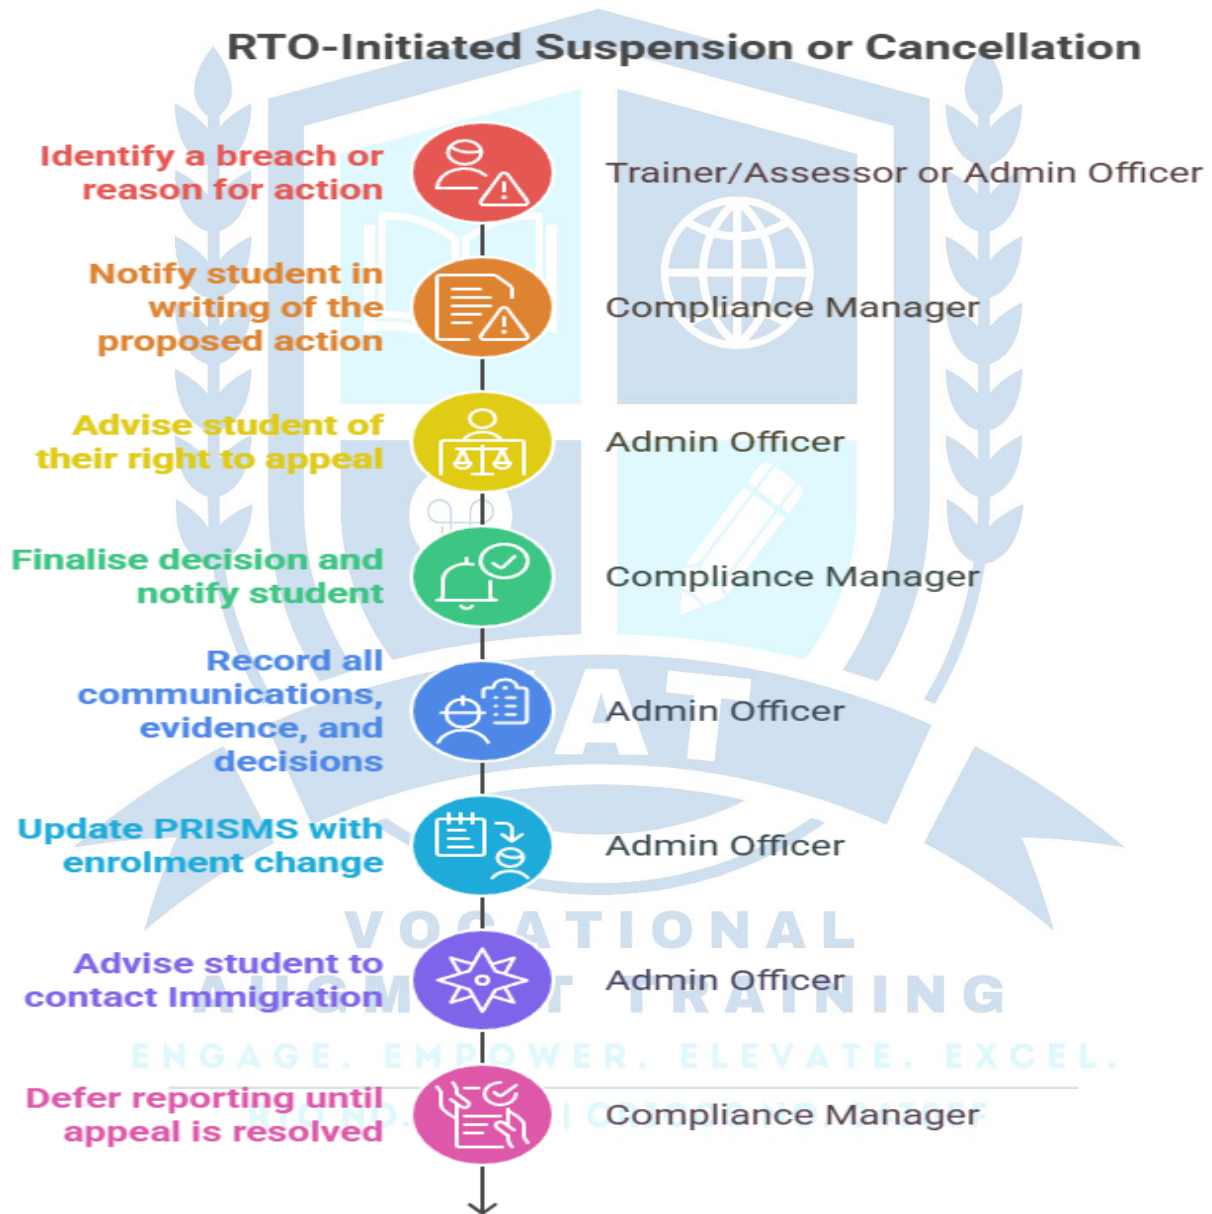 RTO-Initiated Suspension or Cancellation
Identify a breach or
reason for action
Trainer/Assessor or Admin Officer
Notify student in
writing of the
proposed action
Compliance Manager
Advise student of
their right to appeal
Admin Officer
Finalise decision and
notify student
Compliance Manager
Record all
communications,
evidence, and
decisions
Admin Officer
Update PRISMS with
enrolment change
Admin Officer
Advise student to
contact Immigration
Admin Officer
Defer reporting until
appeal is resolved
Compliance Manager
AT
VOCATIONAL
TRAINING
ENGAGE. EMPOWER. ELEVATE. EXCEL.
RTO NO.